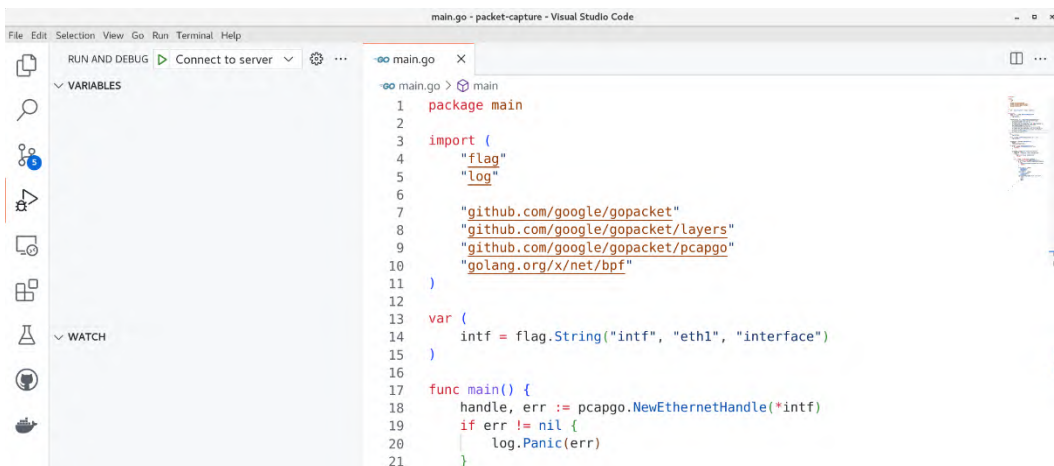 main.go - packet-capture - Visual Studio Code
File Edit Selection View Go Run Terminal Help
RUN AND DEBUG Connect to server
VARIABLES
WATCH
5
GO main.go
GO main.go > main
1 package main
2
3 import (
4 "flag"
5 "log"
6
7 "github.com/google/gopacket"
8 "github.com/google/gopacket/layers"
9 "github.com/google/gopacket/pcapgo"
10 "golang.org/x/net/bpf"
11 )
12
13 var (
14 intf = flag.String("intf", "eth1", "interface")
15 )
16
17 func main() {
18 handle, err := pcapgo.NewEthernetHandle(*intf)
19 if err != nil {
20 log.Panic(err)
21 }